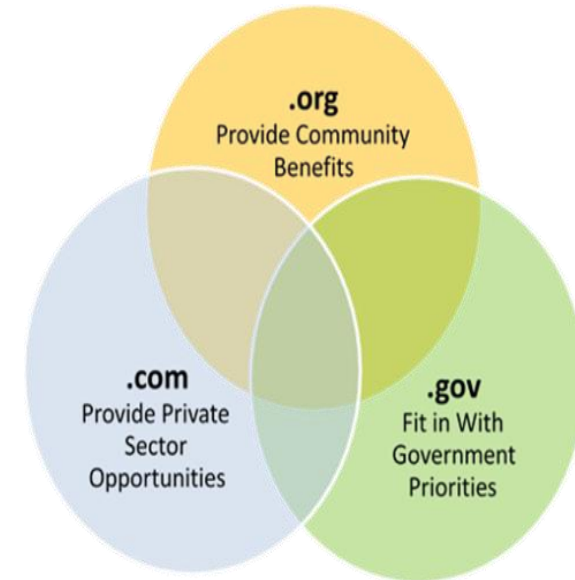 .org
Provide Community
Benefits
.com
Provide Private
Sector
Opportunities
.gov
Fit in With
Government
Priorities